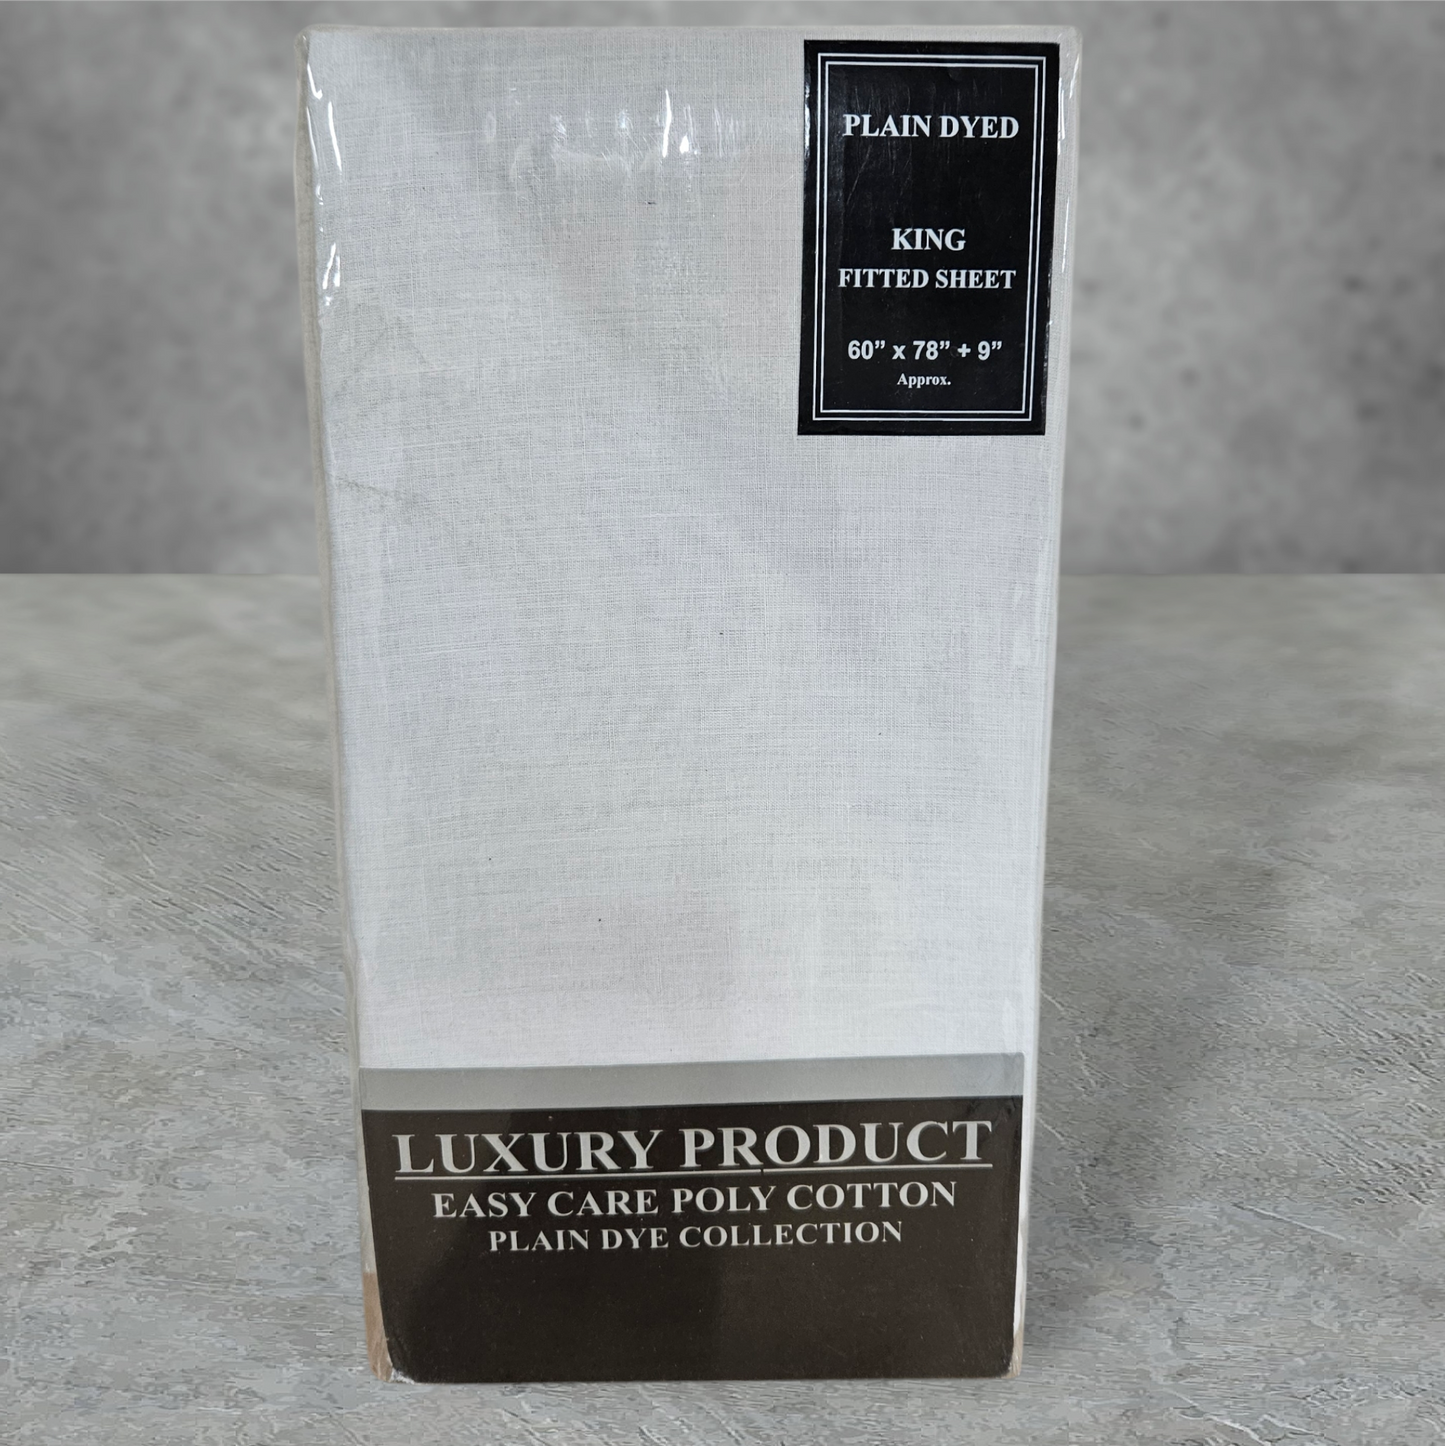 PLAIN DYED
KING
FITTED SHEET
60” x 78” + 9”
Approx.
LUXURY PRODUCT
EASY CARE POLY COTTON
PLAIN DYE COLLECTION